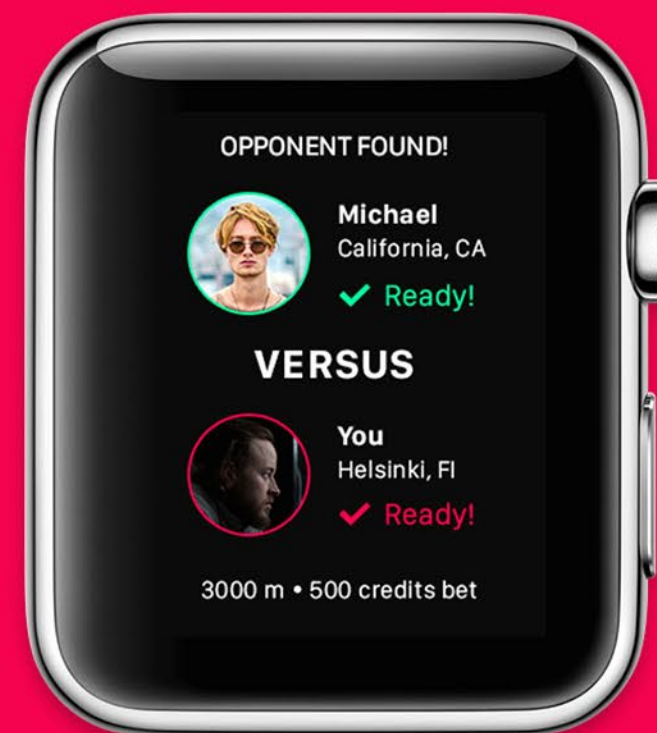 OPPONENT FOUND!
Michael
California, CA
✓ Ready!
VERSUS
You
Helsinki, FI
✓ Ready!
3000 m • 500 credits bet